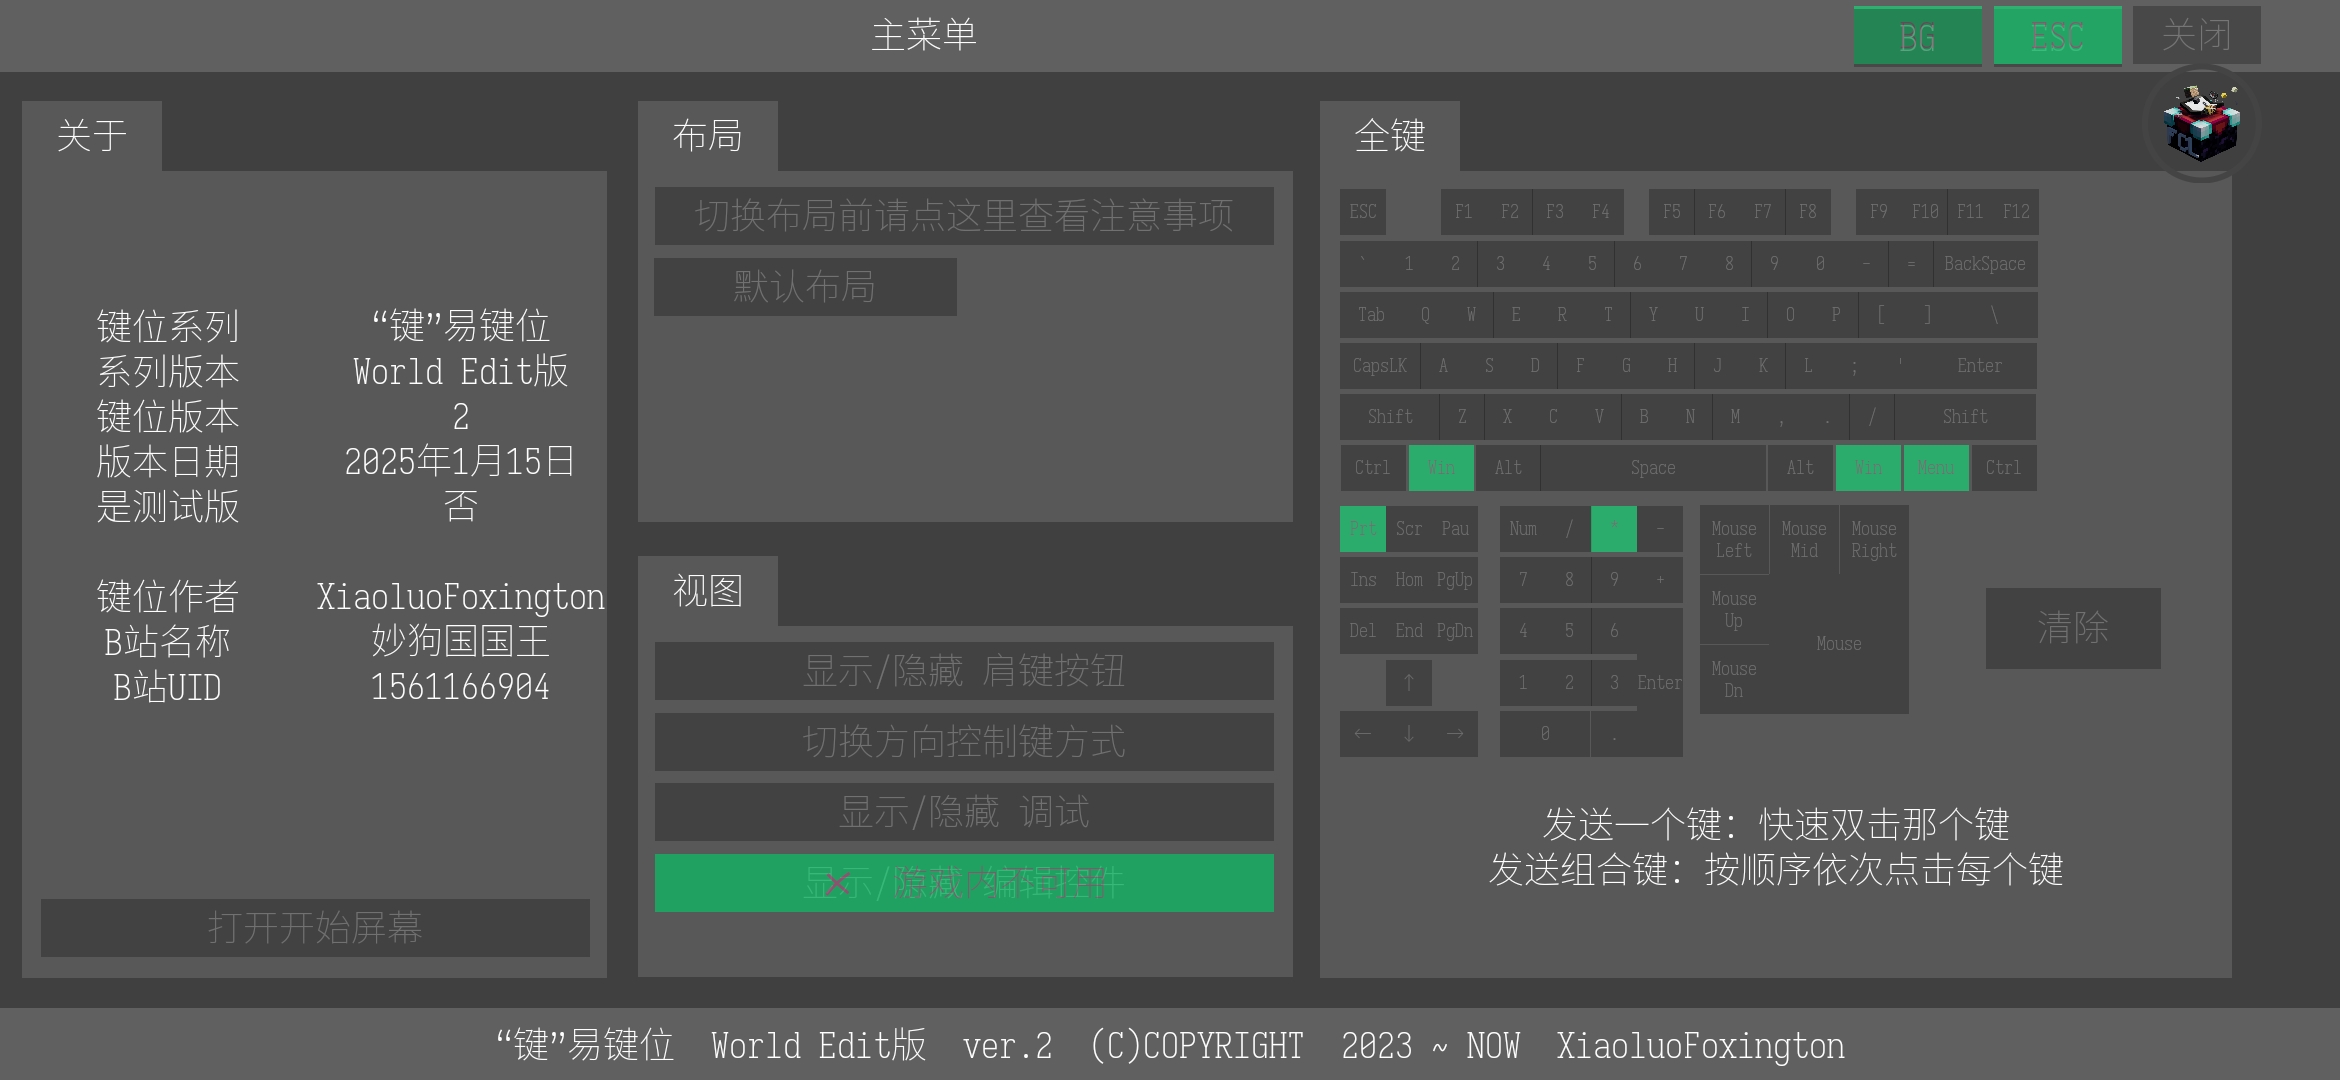 主菜单
BG
ESC
关闭
关于
键位系列 “键”易键位
系列版本 World Edit版
键位版本 2
版本日期 2025年1月15日
是测试版 否
键位作者 XiaoluoFoxington
B站名称 妙狗国国王
B站UID 1561166904
打开开始屏幕
布局
切换布局前请点这里查看注意事项
默认布局
视图
显示/隐藏 肩键按钮
切换方向控制键方式
显示/隐藏 调试
显示/隐藏 编辑控件
全键
ESC F1 F2 F3 F4 F5 F6 F7 F8 F9 F10 F11 F12
` 1 2 3 4 5 6 7 8 9 0 - = BackSpace
Tab Q W E R T Y U I O P [ ] \
CapsLK A S D F G H J K L ; ' Enter
Shift Z X C V B N M , . / Shift
Ctrl Win Alt Space Alt Win Menu Ctrl
Prt Scr Pau
Ins Hom PgUp
Del End PgDn
↑
← ↓ →
Num / * -
7 8 9 +
4 5 6
1 2 3 Enter
0 .
Mouse Left
Mouse Mid
Mouse Right
Mouse Up
Mouse
Mouse Dn
清除
发送一个键: 快速双击那个键
发送组合键: 按顺序依次点击每个键
“键”易键位 World Edit版 ver.2 (C)COPYRIGHT 2023 ~ NOW XiaoluoFoxington